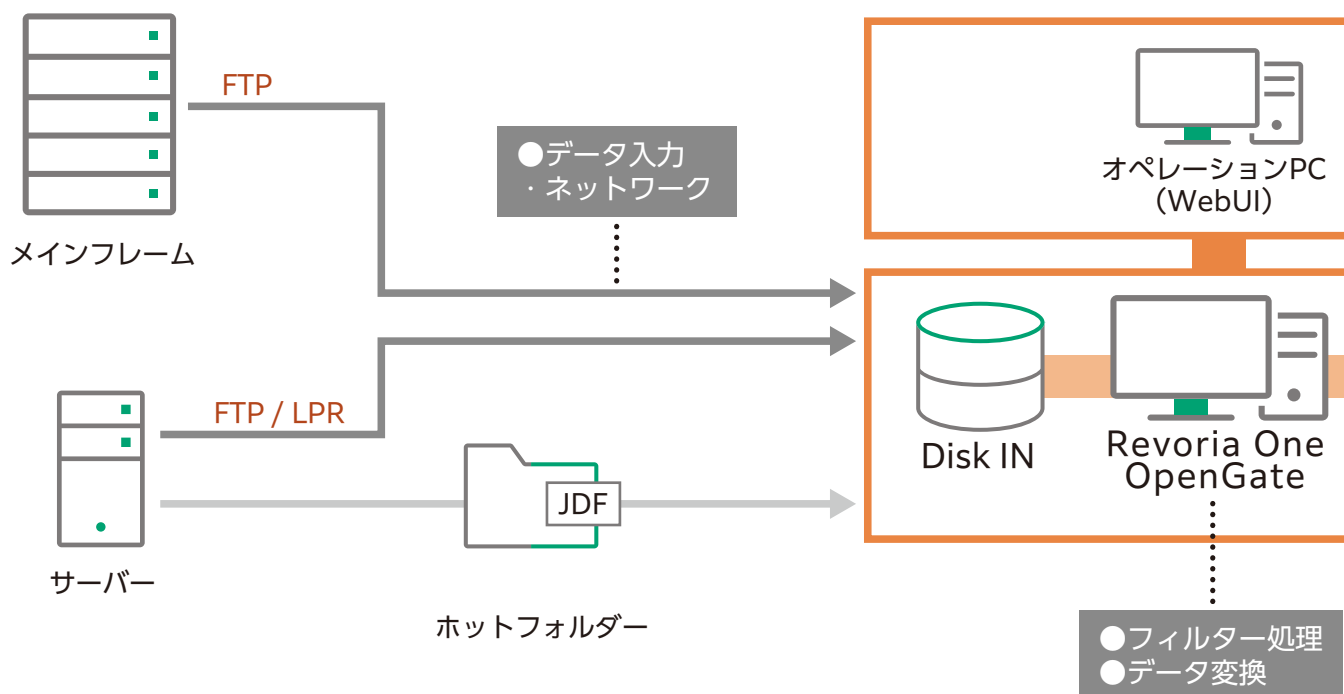 FTP
●データ入力
・ネットワーク
オペレーションPC
（WebUI）
メインフレーム
FTP / LPR
Disk IN
Revoria One
OpenGate
JDF
サーバー
ホットフォルダー
●フィルター処理
●データ変換